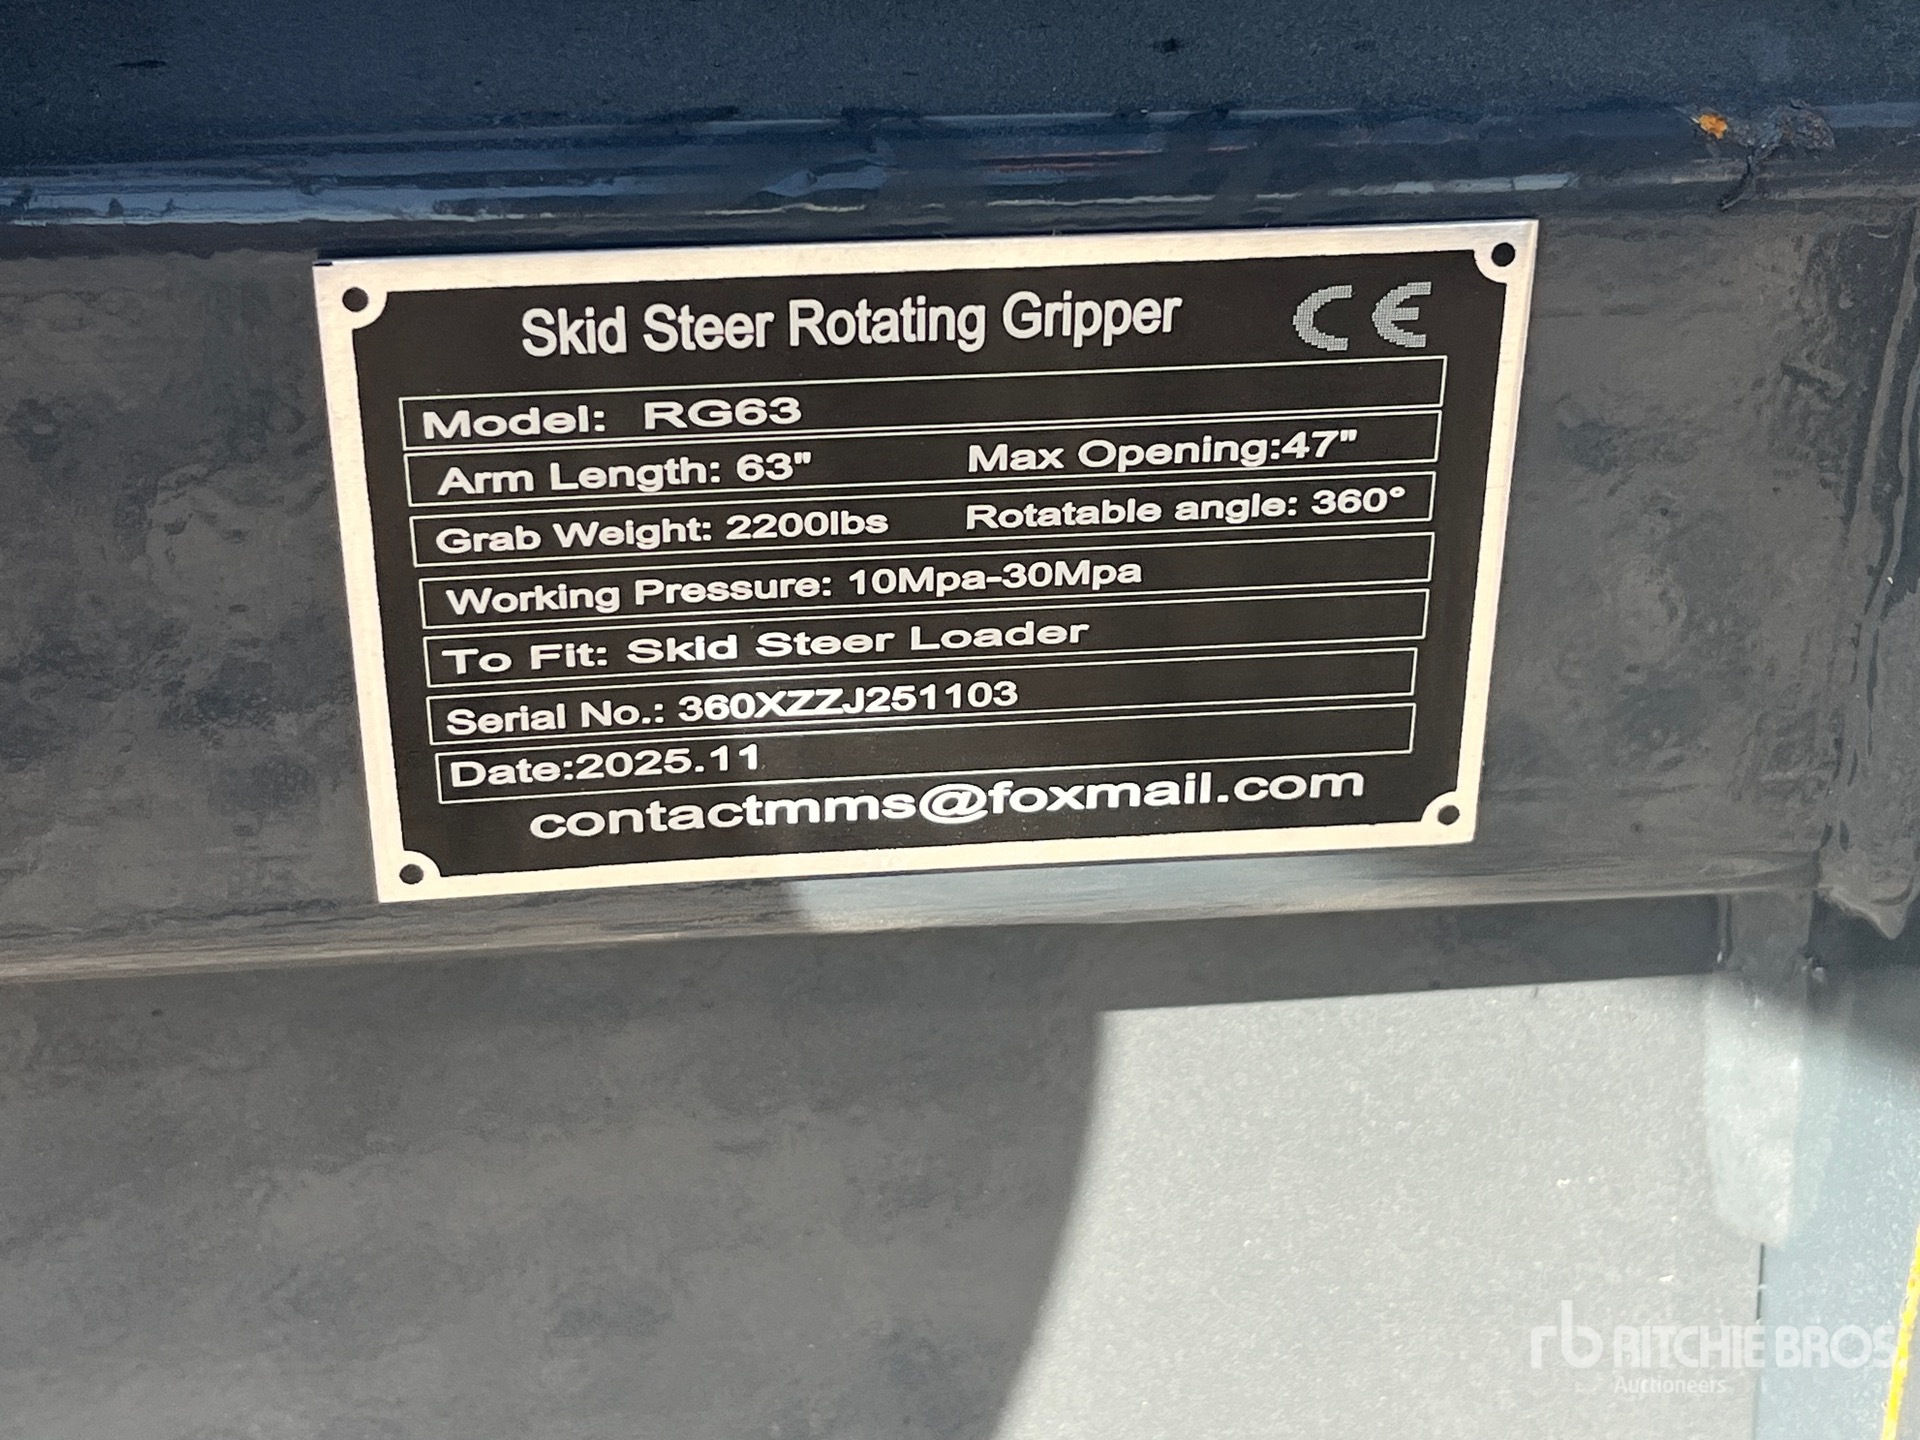 Skid Steer Rotating Gripper CE
Model: RG63
Arm Length: 63" Max Opening:47"
Grab Weight: 2200lbs Rotatable angle: 360°
Working Pressure: 10Mpa-30Mpa
To Fit: Skid Steer Loader
Serial No.: 360XZZJ251103
Date:2025.11
contactmms@foxmail.com
rb RITCHIE BROS
Auctioneers